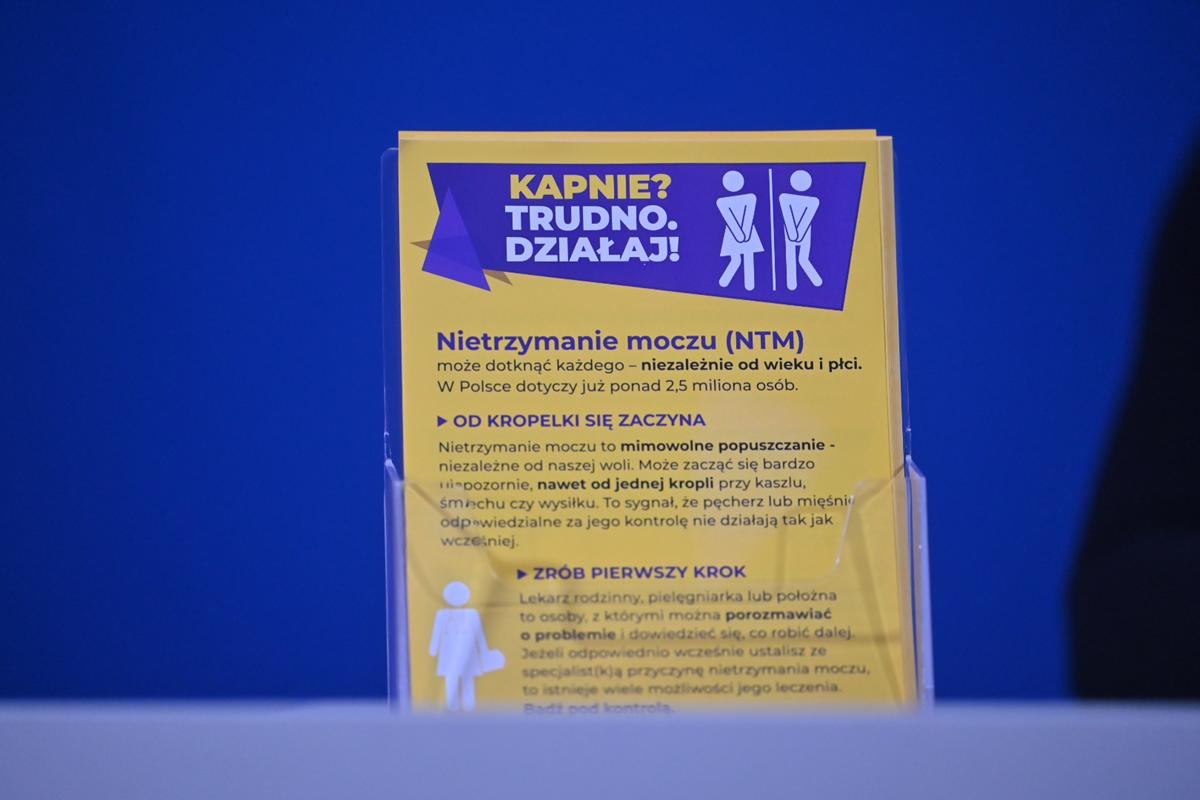 KAPNIE?
TRUDNO.
DZIAŁAJ!
Nietrzymanie moczu (NTM)
może dotknąć każdego – niezależnie od wieku i płci.
W Polsce dotyczy już ponad 2,5 miliona osób.
OD KROPELKI SIĘ ZACZYNA
Nietrzymanie moczu to mimowolne popuszczanie -
niezależne od naszej woli. Może zacząć się bardzo
niepozornie, nawet od jednej kropli przy kaszlu,
śmiechu czy wysiłku. To sygnał, że pęcherz lub mięśnie
odpowiedzialne za jego kontrolę nie działają tak jak
wcześniej.
ZRÓB PIERWSZY KROK
Lekarz rodzinny, pielęgniarka lub położna
to osoby, z którymi można porozmawiać
o problemie i dowiedzieć się, co robić dalej.
Jeżeli odpowiednio wcześnie ustalisz ze
specjalist(k)ą przyczynę nietrzymania moczu,
to istnieje wiele możliwości jego leczenia.
Bądź pod kontrolą.